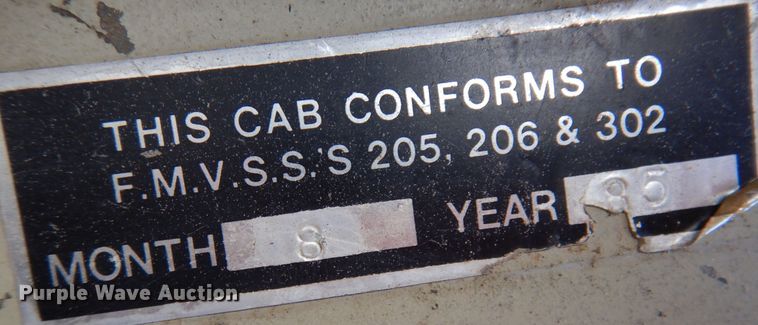 THIS CAB CONFORMS TO
F.M.V.S.S.'S 205, 206 & 302
MONTH 8 YEAR 85
Purple Wave Auction